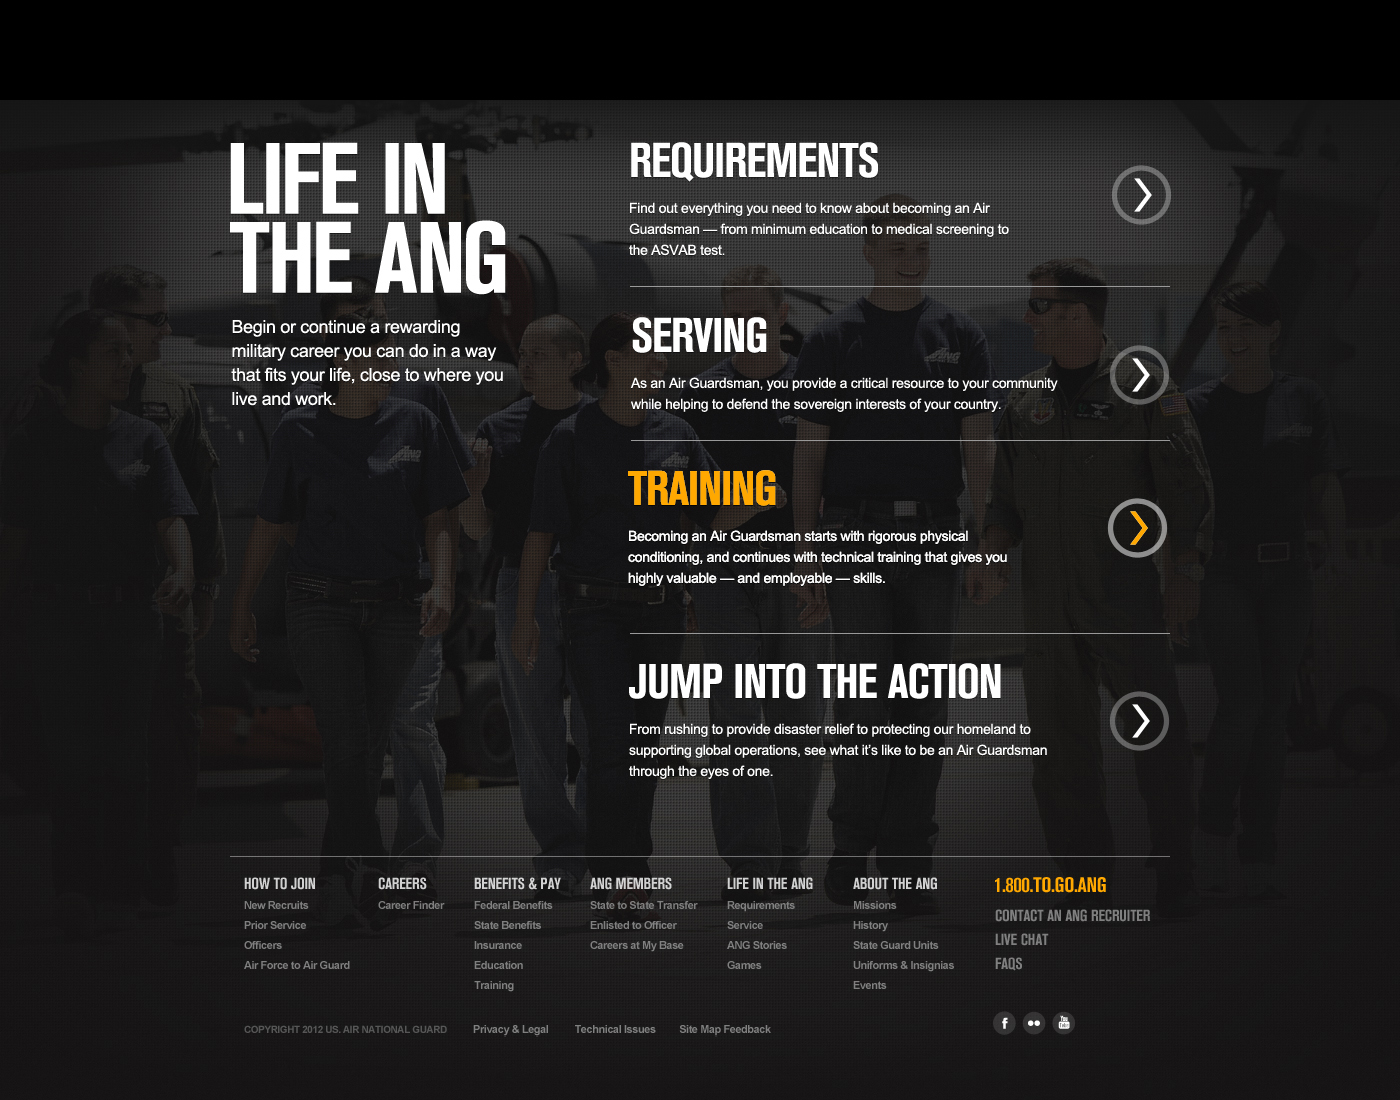 LIFE IN
THE ANG
Begin or continue a rewarding
military career you can do in a way
that fits your life, close to where you
live and work.
REQUIREMENTS
Find out everything you need to know about becoming an Air
Guardsman — from minimum education to medical screening to
the ASVAB test.
SERVING
As an Air Guardsman, you provide a critical resource to your community
while helping to defend the sovereign interests of your country.
TRAINING
Becoming an Air Guardsman starts with rigorous physical
conditioning, and continues with technical training that gives you
highly valuable — and employable — skills.
JUMP INTO THE ACTION
From rushing to provide disaster relief to protecting our homeland to
supporting global operations, see what it's like to be an Air Guardsman
through the eyes of one.
HOW TO JOIN
New Recruits
Prior Service
Officers
Air Force to Air Guard
CAREERS
Career Finder
BENEFITS & PAY
Federal Benefits
State Benefits
Insurance
Education
Training
ANG MEMBERS
State to State Transfer
Enlisted to Officer
Careers at My Base
LIFE IN THE ANG
Requirements
Service
ANG Stories
Games
ABOUT THE ANG
Missions
History
State Guard Units
Uniforms & Insignias
Events
1.800.TO.GO.ANG
CONTACT AN ANG RECRUITER
LIVE CHAT
FAQS
COPYRIGHT 2012 US. AIR NATIONAL GUARD
Privacy & Legal
Technical Issues
Site Map Feedback
f
You Tube